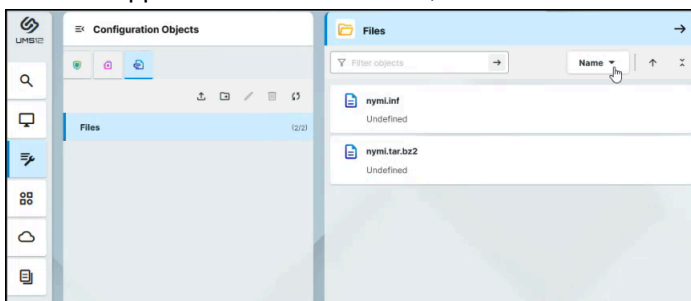 UMS12
Configuration Objects
Files
Filter objects
Name
Files
(2/2)
nymi.inf
Undefined
nymi.tar.bz2
Undefined